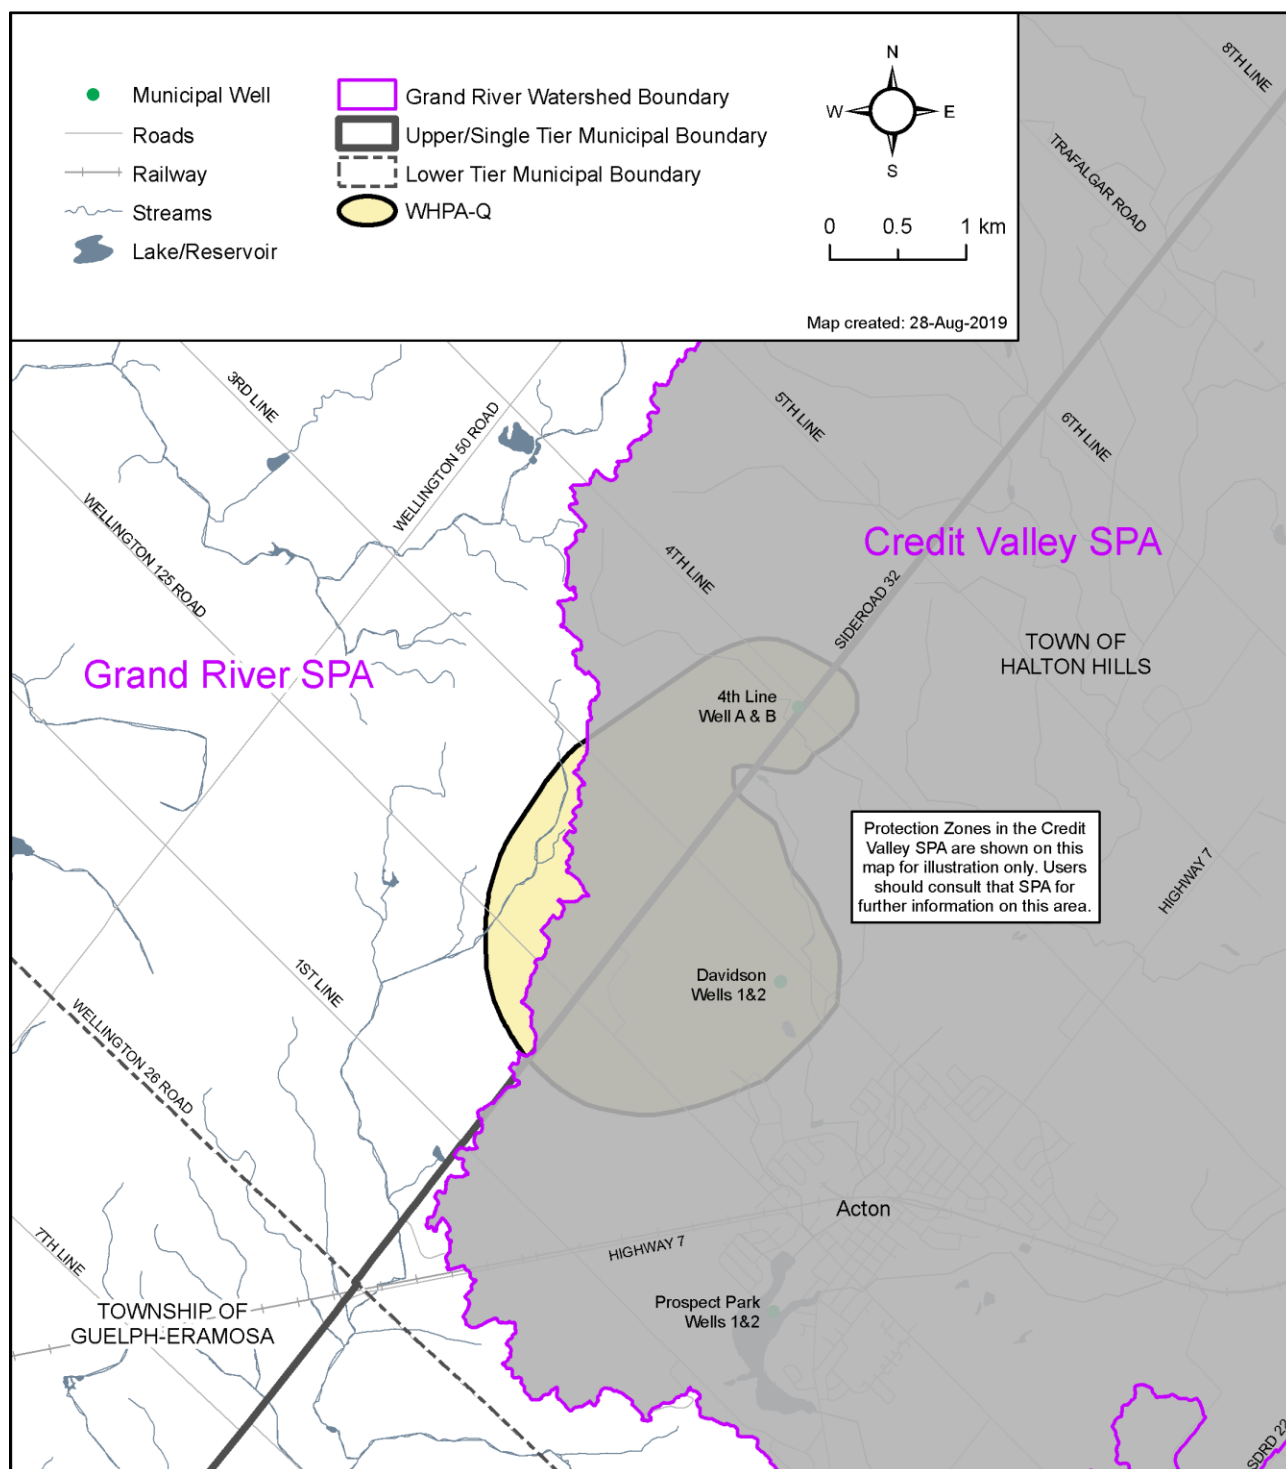 Municipal Well
Roads
Railway
Streams
Lake/Reservoir
Grand River Watershed Boundary
Upper/Single Tier Municipal Boundary
Lower Tier Municipal Boundary
WHPA-Q
N
W
E
S
0 0.5 1 km
Map created: 28-Aug-2019
8TH LINE
TRAFALGAR ROAD
3RD LINE
WELLINGTON 50 ROAD
5TH LINE
6TH LINE
WELLINGTON 125 ROAD
Credit Valley SPA
4TH LINE
SIDEROAD 32
TOWN OF
HALTON HILLS
Grand River SPA
4th Line
Well A & B
Protection Zones in the Credit
Valley SPA are shown on this
map for illustration only. Users
should consult that SPA for
further information on this area.
HIGHWAY 7
1ST LINE
Davidson
Wells 1&2
WELLINGTON 26 ROAD
Acton
HIGHWAY 7
7TH LINE
TOWNSHIP OF
GUELPH-ERAMOSA
Prospect Park
Wells 1&2
SDRD 22